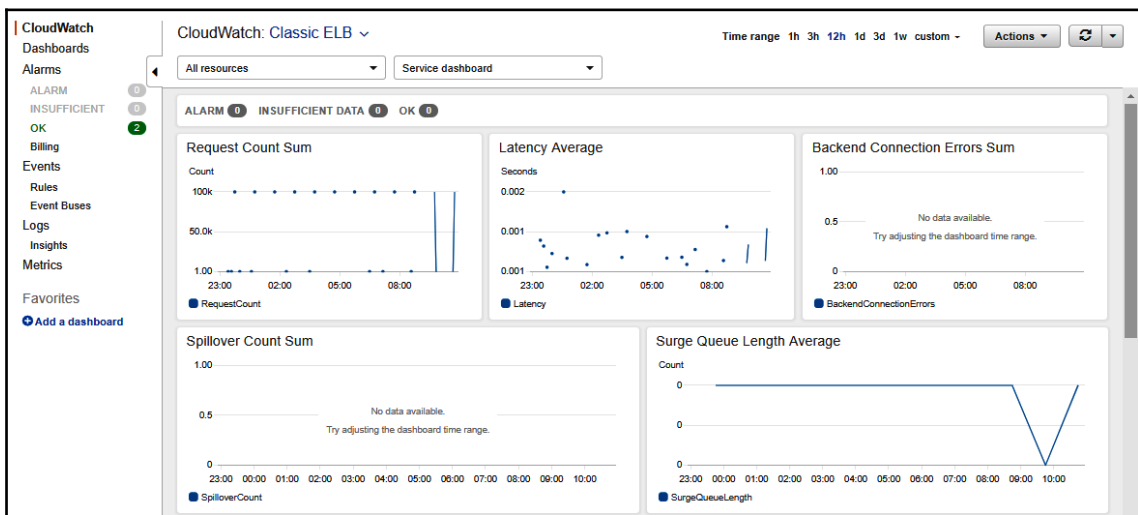 CloudWatch
Dashboards
Alarms
ALARM 0
INSUFFICIENT 0
OK 2
Billing
Events
Rules
Event Buses
Logs
Insights
Metrics
Favorites
Add a dashboard
CloudWatch: Classic ELB
Time range 1h 3h 12h 1d 3d 1w custom
Actions
All resources
Service dashboard
ALARM 0 INSUFFICIENT DATA 0 OK 0
Request Count Sum
Count
100k
50.0k
1.00
23:00 02:00 05:00 08:00
RequestCount
Latency Average
Seconds
0.002
0.001
0.001
23:00 02:00 05:00 08:00
Latency
Backend Connection Errors Sum
1.00
0.5
0
No data available.
Try adjusting the dashboard time range.
23:00 02:00 05:00 08:00
BackendConnectionErrors
Spillover Count Sum
1.00
0.5
0
No data available.
Try adjusting the dashboard time range.
23:00 00:00 01:00 02:00 03:00 04:00 05:00 06:00 07:00 08:00 09:00 10:00
SpilloverCount
Surge Queue Length Average
Count
0
0
0
23:00 00:00 01:00 02:00 03:00 04:00 05:00 06:00 07:00 08:00 09:00 10:00
SurgeQueueLength